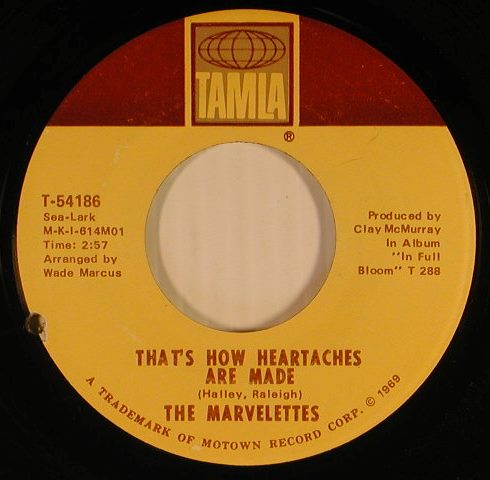 TAMLA
®
T-54186
Sea-Lark
M-K-I-614M01
Time: 2:57
Arranged by
Wade Marcus
Produced by
Clay McMurray
In Album
"In Full
Bloom" T 288
THAT'S HOW HEARTACHES
ARE MADE
(Halley, Raleigh)
THE MARVELETTES
A TRADEMARK OF MOTOWN RECORD CORP. © 1969